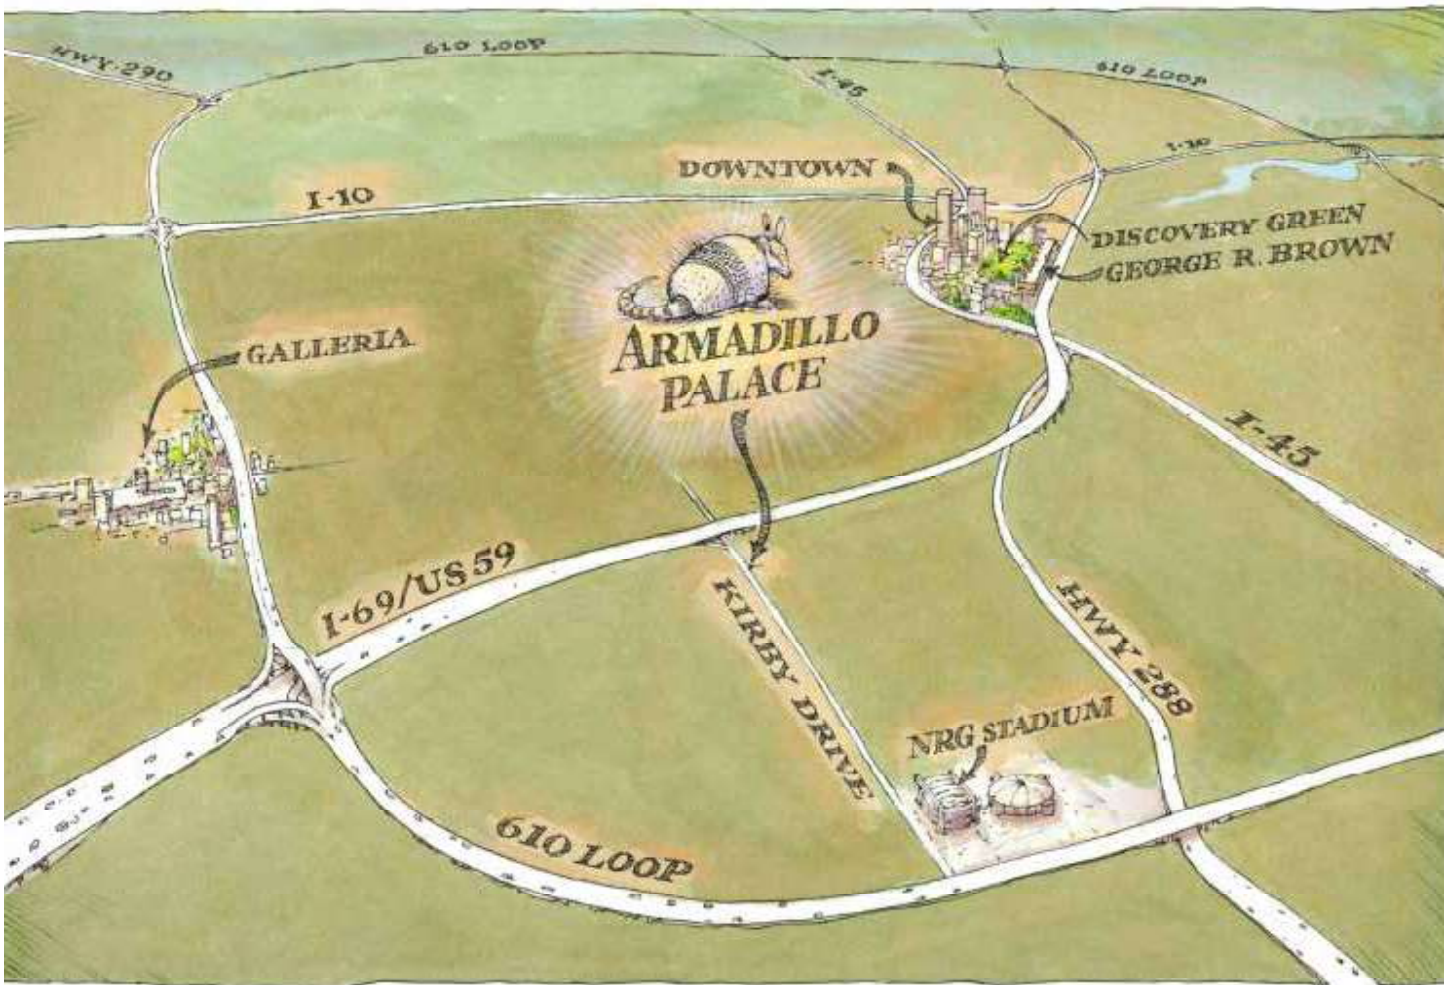 HWY-290
610 LOOP
I-45
610 LOOP
I-10
DOWNTOWN
I-10
DISCOVERY GREEN
GEORGE R. BROWN
GALLERIA
ARMADILLO
PALACE
I-45
I-69/US 59
KIRBY DRIVE
HWY 288
NRG STADIUM
610 LOOP